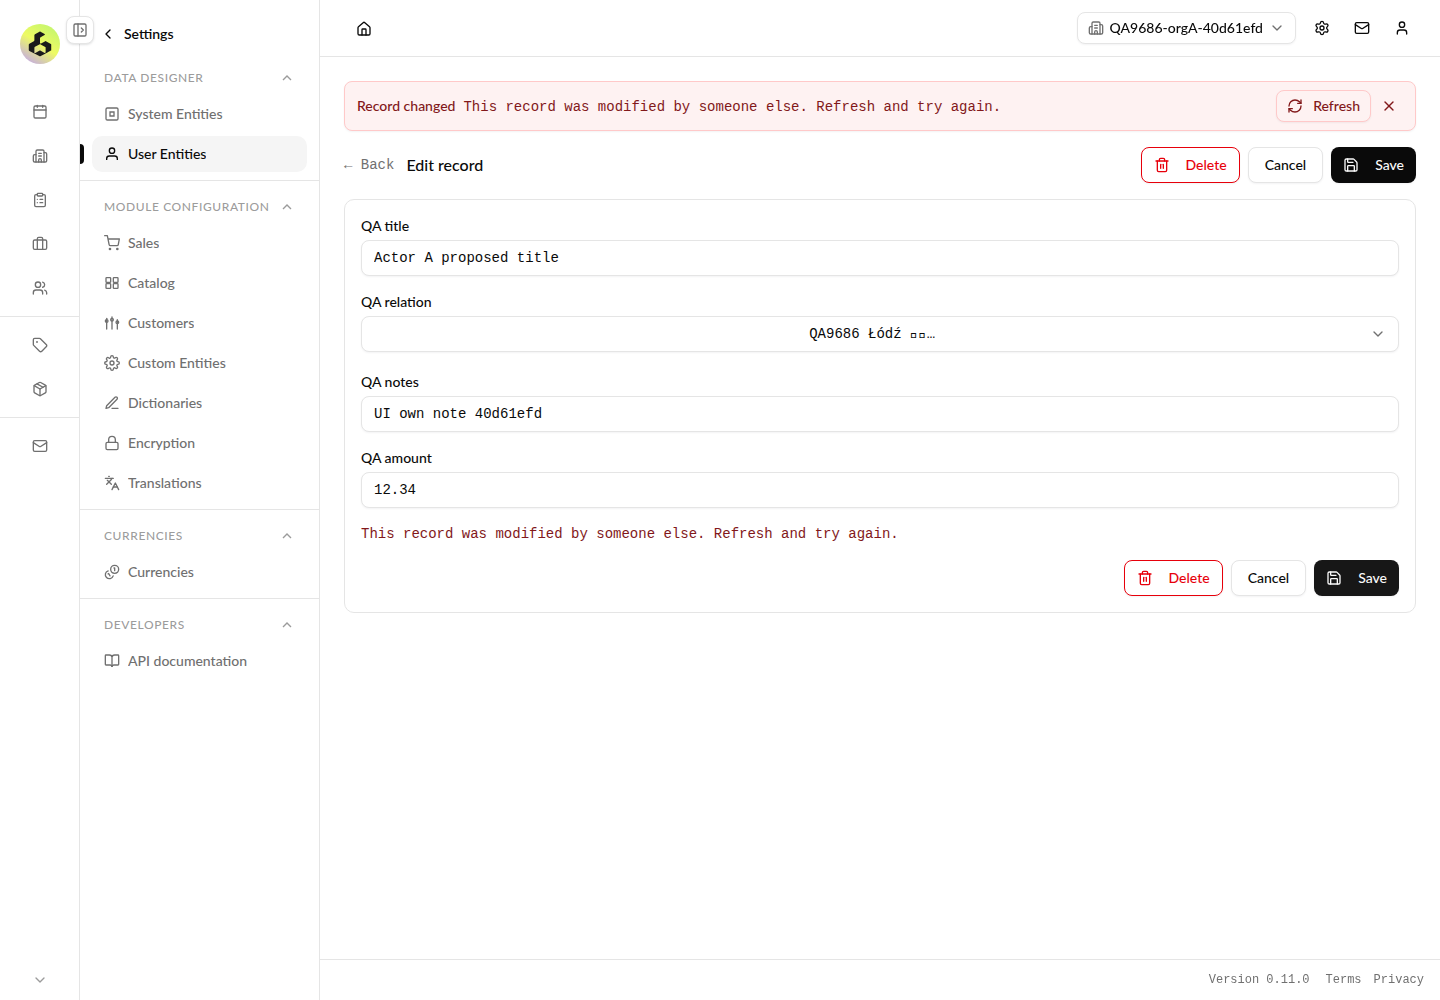 Settings
QA9686-orgA-40d61efd
DATA DESIGNER
System Entities
User Entities
MODULE CONFIGURATION
Sales
Catalog
Customers
Custom Entities
Dictionaries
Encryption
Translations
CURRENCIES
Currencies
DEVELOPERS
API documentation
Record changed This record was modified by someone else. Refresh and try again.
Refresh
← Back Edit record
Delete Cancel Save
QA title
Actor A proposed title
QA relation
QA9686 Łódź …
QA notes
UI own note 40d61efd
QA amount
12.34
This record was modified by someone else. Refresh and try again.
Delete Cancel Save
Version 0.11.0 Terms Privacy